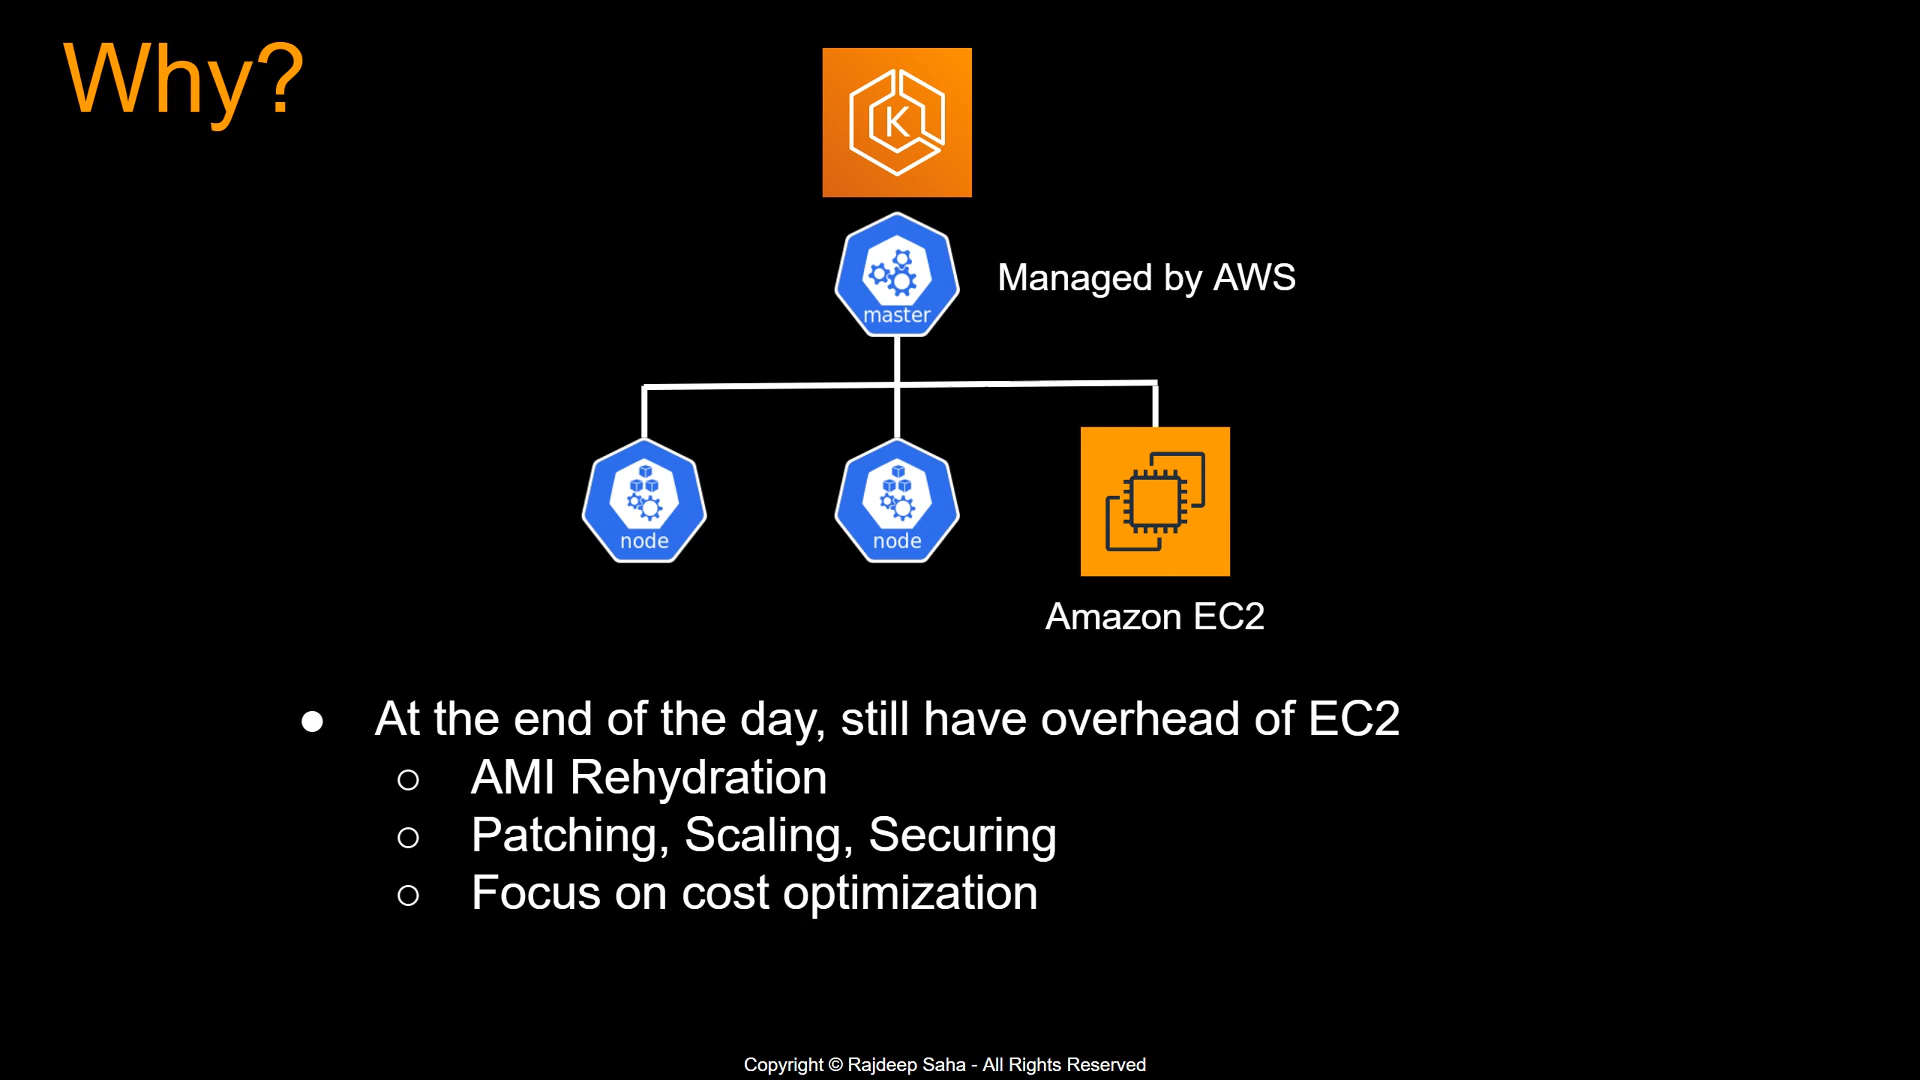 Why?
K
master
Managed by AWS
node
node
Amazon EC2
● At the end of the day, still have overhead of EC2
○ AMI Rehydration
○ Patching, Scaling, Securing
○ Focus on cost optimization
Copyright © Rajdeep Saha - All Rights Reserved